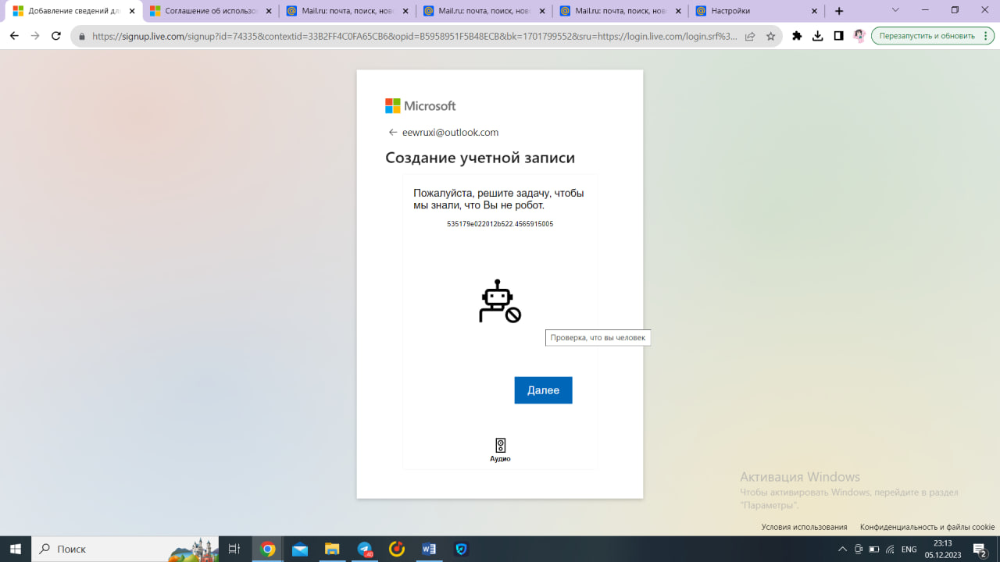 Добавление сведений для
Соглашение об использо
Mail.ru: почта, поиск, нов
Mail.ru: почта, поиск, нов
Mail.ru: почта, поиск, нов
Настройки
https://signup.live.com/signup?id=74335&contextid=33B2FF4C0FA65CB6&opid=B5958951F5B48ECB&bk=1701799552&sru=https://login.live.com/login.srf%3...
Перезапустить и обновить
Microsoft
eewruxi@outlook.com
Создание учетной записи
Пожалуйста, решите задачу, чтобы
мы знали, что Вы не робот.
535179e022012b522.4565915005
Проверка, что вы человек
Далее
Аудио
Активация Windows
Чтобы активировать Windows, перейдите в раздел
"Параметры".
Условия использования
Конфиденциальность и файлы cookie
Поиск
40
W
ENG
23:13
05.12.2023
2